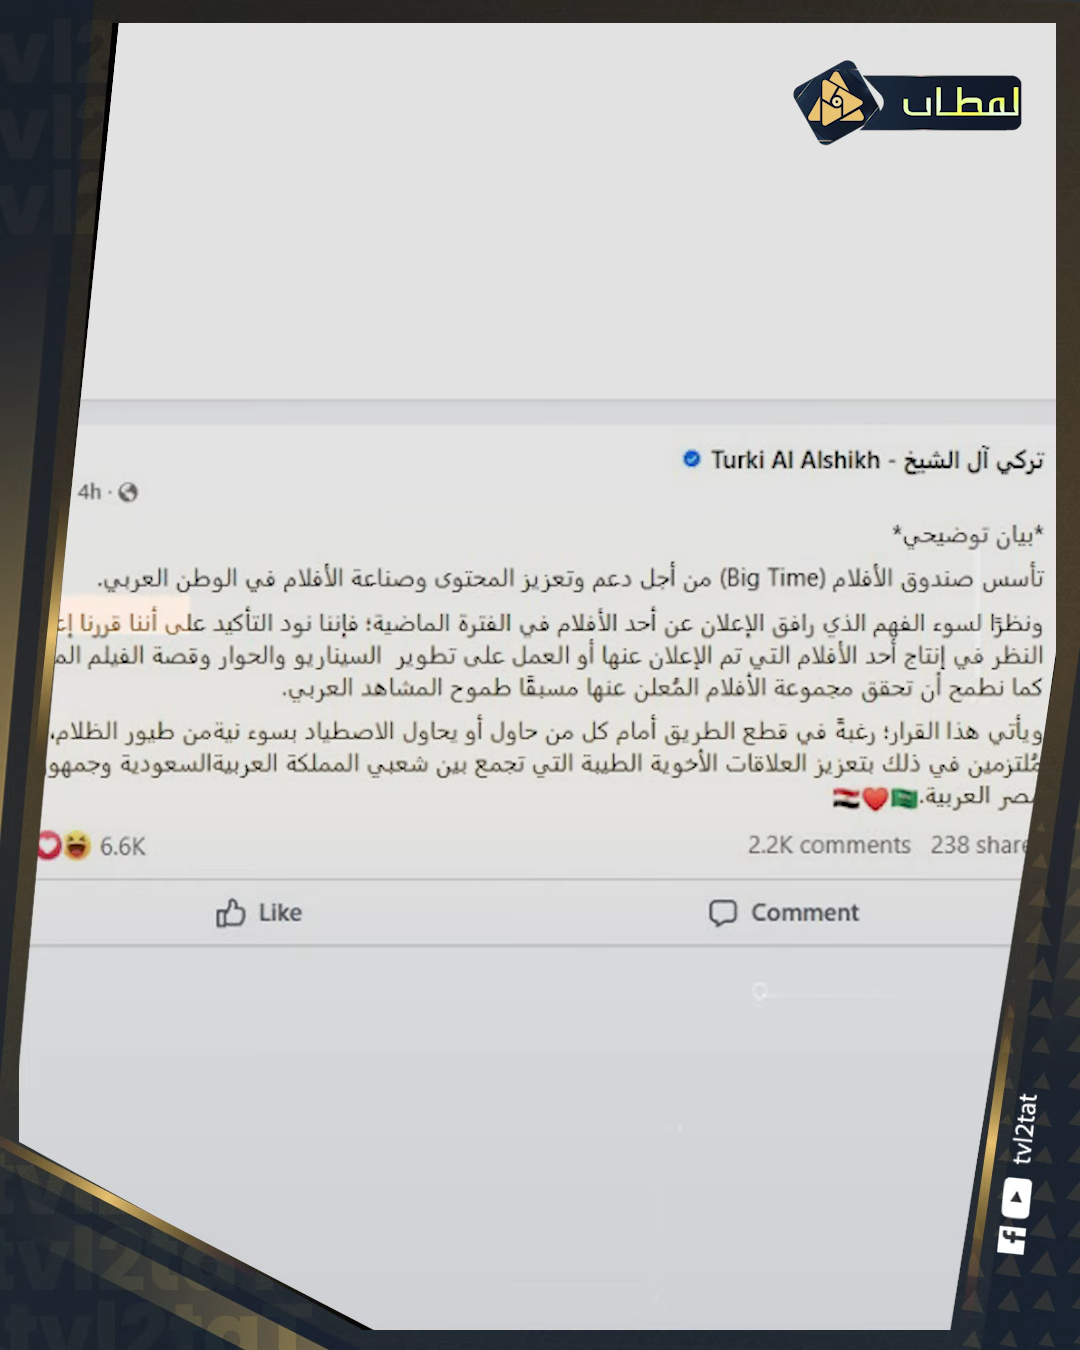 لقطات
تركي آل الشيخ - Turki Al Alshikh
4h
*بيان توضيحي*
تأسس صندوق الأفلام (Big Time) من أجل دعم وتعزيز المحتوى وصناعة الأفلام في الوطن العربي.
ونظرًا لسوء الفهم الذي رافق الإعلان عن أحد الأفلام في الفترة الماضية؛ فإننا نود التأكيد على أننا قررنا
النظر في إنتاج أحد الأفلام التي تم الإعلان عنها أو العمل على تطوير السيناريو والحوار وقصة الفيلم
كما نطمح أن تحقق مجموعة الأفلام المُعلن عنها مسبقًا طموح المشاهد العربي.
ويأتي هذا القرار؛ رغبةً في قطع الطريق أمام كل من حاول أو يحاول الاصطياد بسوء نيةمن طيور الظلام،
مُلتزمين في ذلك بتعزيز العلاقات الأخوية الطيبة التي تجمع بين شعبي المملكة العربيةالسعودية
مصر العربية.
6.6K 2.2K comments 238 share
Like Comment
tvl2tat